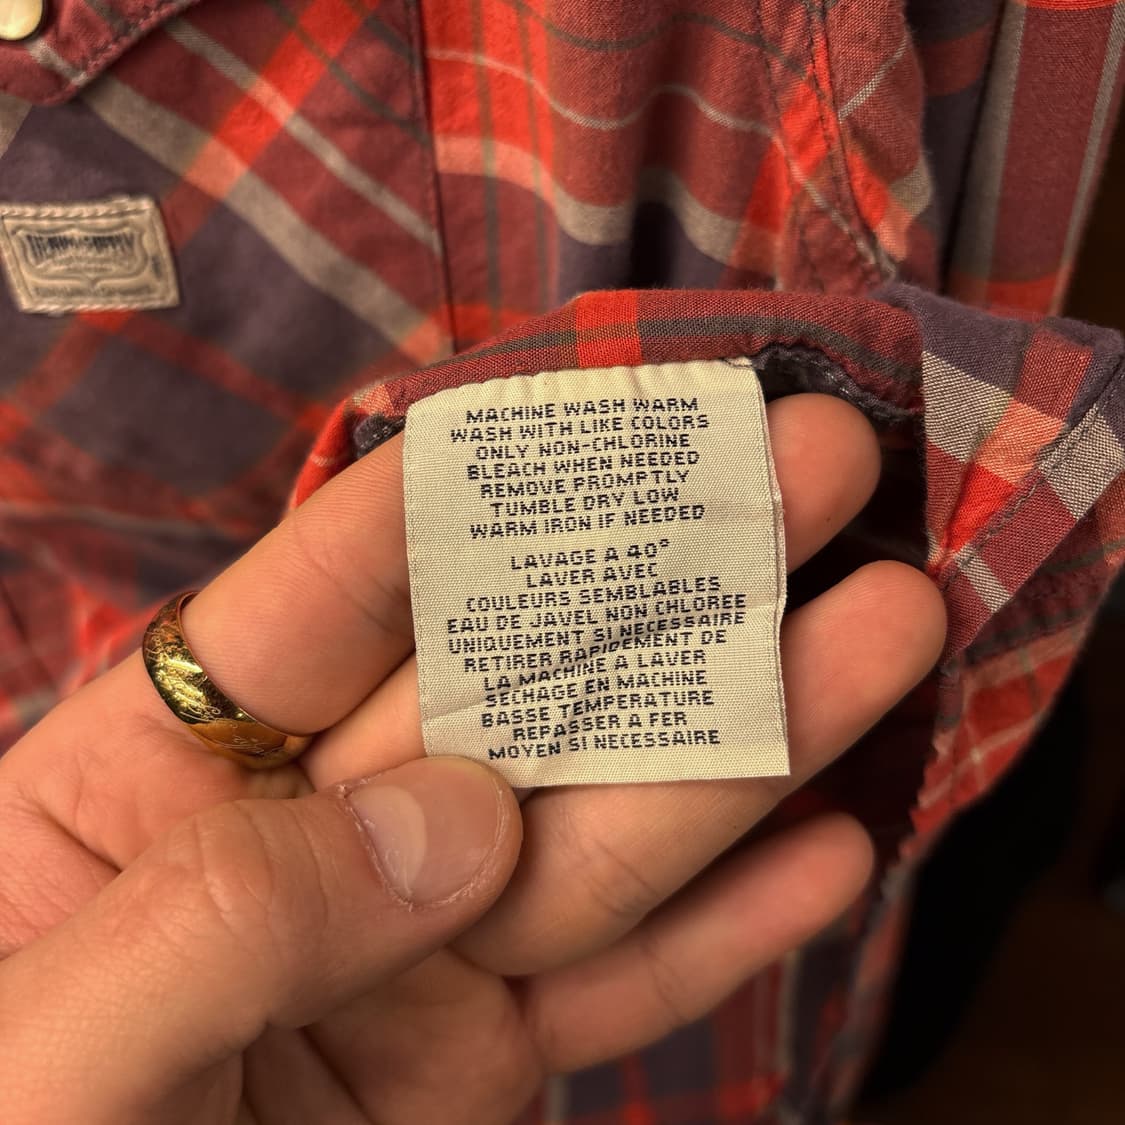 DENIM & SUPPLY
MACHINE WASH WARM
WASH WITH LIKE COLORS
ONLY NON-CHLORINE
BLEACH WHEN NEEDED
REMOVE PROMPTLY
TUMBLE DRY LOW
WARM IRON IF NEEDED
LAVAGE A 40°
LAVER AVEC
COULEURS SEMBLABLES
EAU DE JAVEL NON CHLOREE
UNIQUEMENT SI NECESSAIRE
RETIRER RAPIDEMENT DE
LA MACHINE A LAVER
SECHAGE EN MACHINE
BASSE TEMPERATURE
REPASSER A FER
MOYEN SI NECESSAIRE